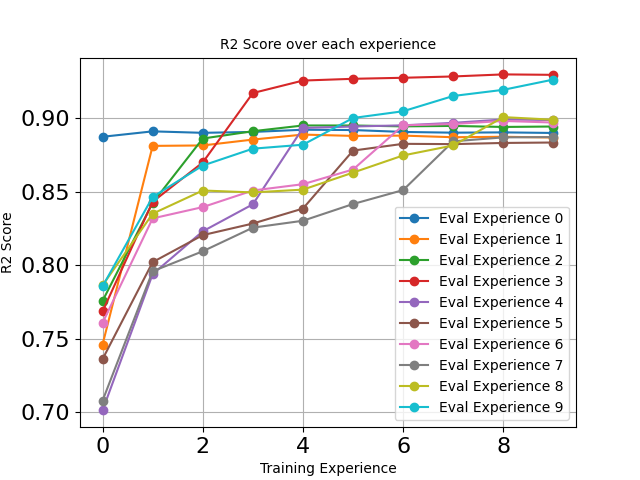 R2 Score over each experience
R2 Score
0.90
0.85
0.80
0.75
0.70
0
2
4
6
8
Training Experience
Eval Experience 0
Eval Experience 1
Eval Experience 2
Eval Experience 3
Eval Experience 4
Eval Experience 5
Eval Experience 6
Eval Experience 7
Eval Experience 8
Eval Experience 9